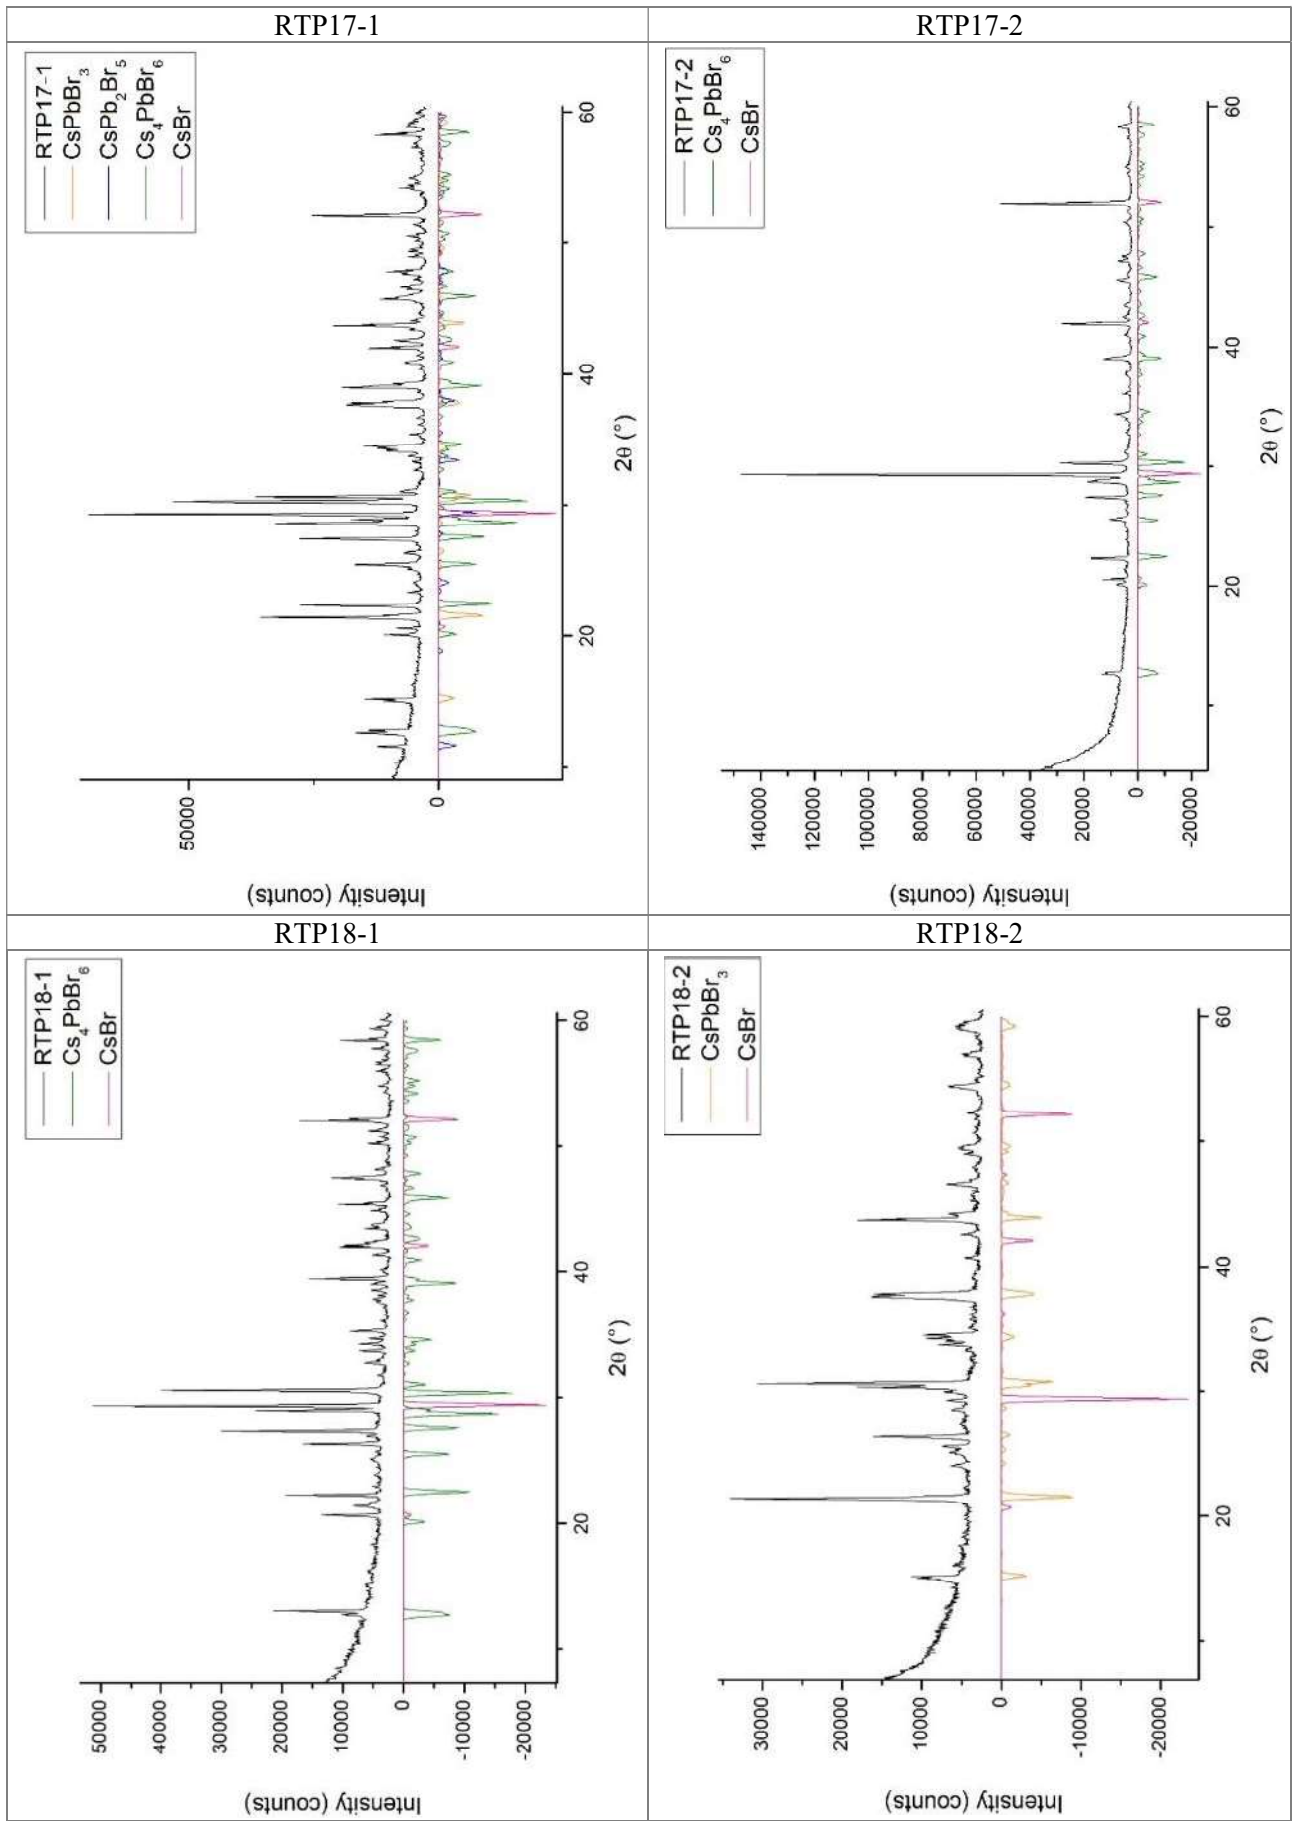 RTP17-1
RTP17-2
RTP17-1
CsPbBr3
CsPb2Br5
Cs4PbBr6
CsBr
50000
0
Intensity (counts)
20
40
60
2θ (°)
RTP17-2
Cs4PbBr6
CsBr
140000
120000
100000
80000
60000
40000
20000
0
-20000
Intensity (counts)
20
40
60
2θ (°)
RTP18-1
RTP18-2
RTP18-1
Cs4PbBr6
CsBr
50000
40000
30000
20000
10000
0
-10000
-20000
Intensity (counts)
20
40
60
2θ (°)
RTP18-2
CsPbBr3
CsBr
30000
20000
10000
0
-10000
-20000
Intensity (counts)
20
40
60
2θ (°)